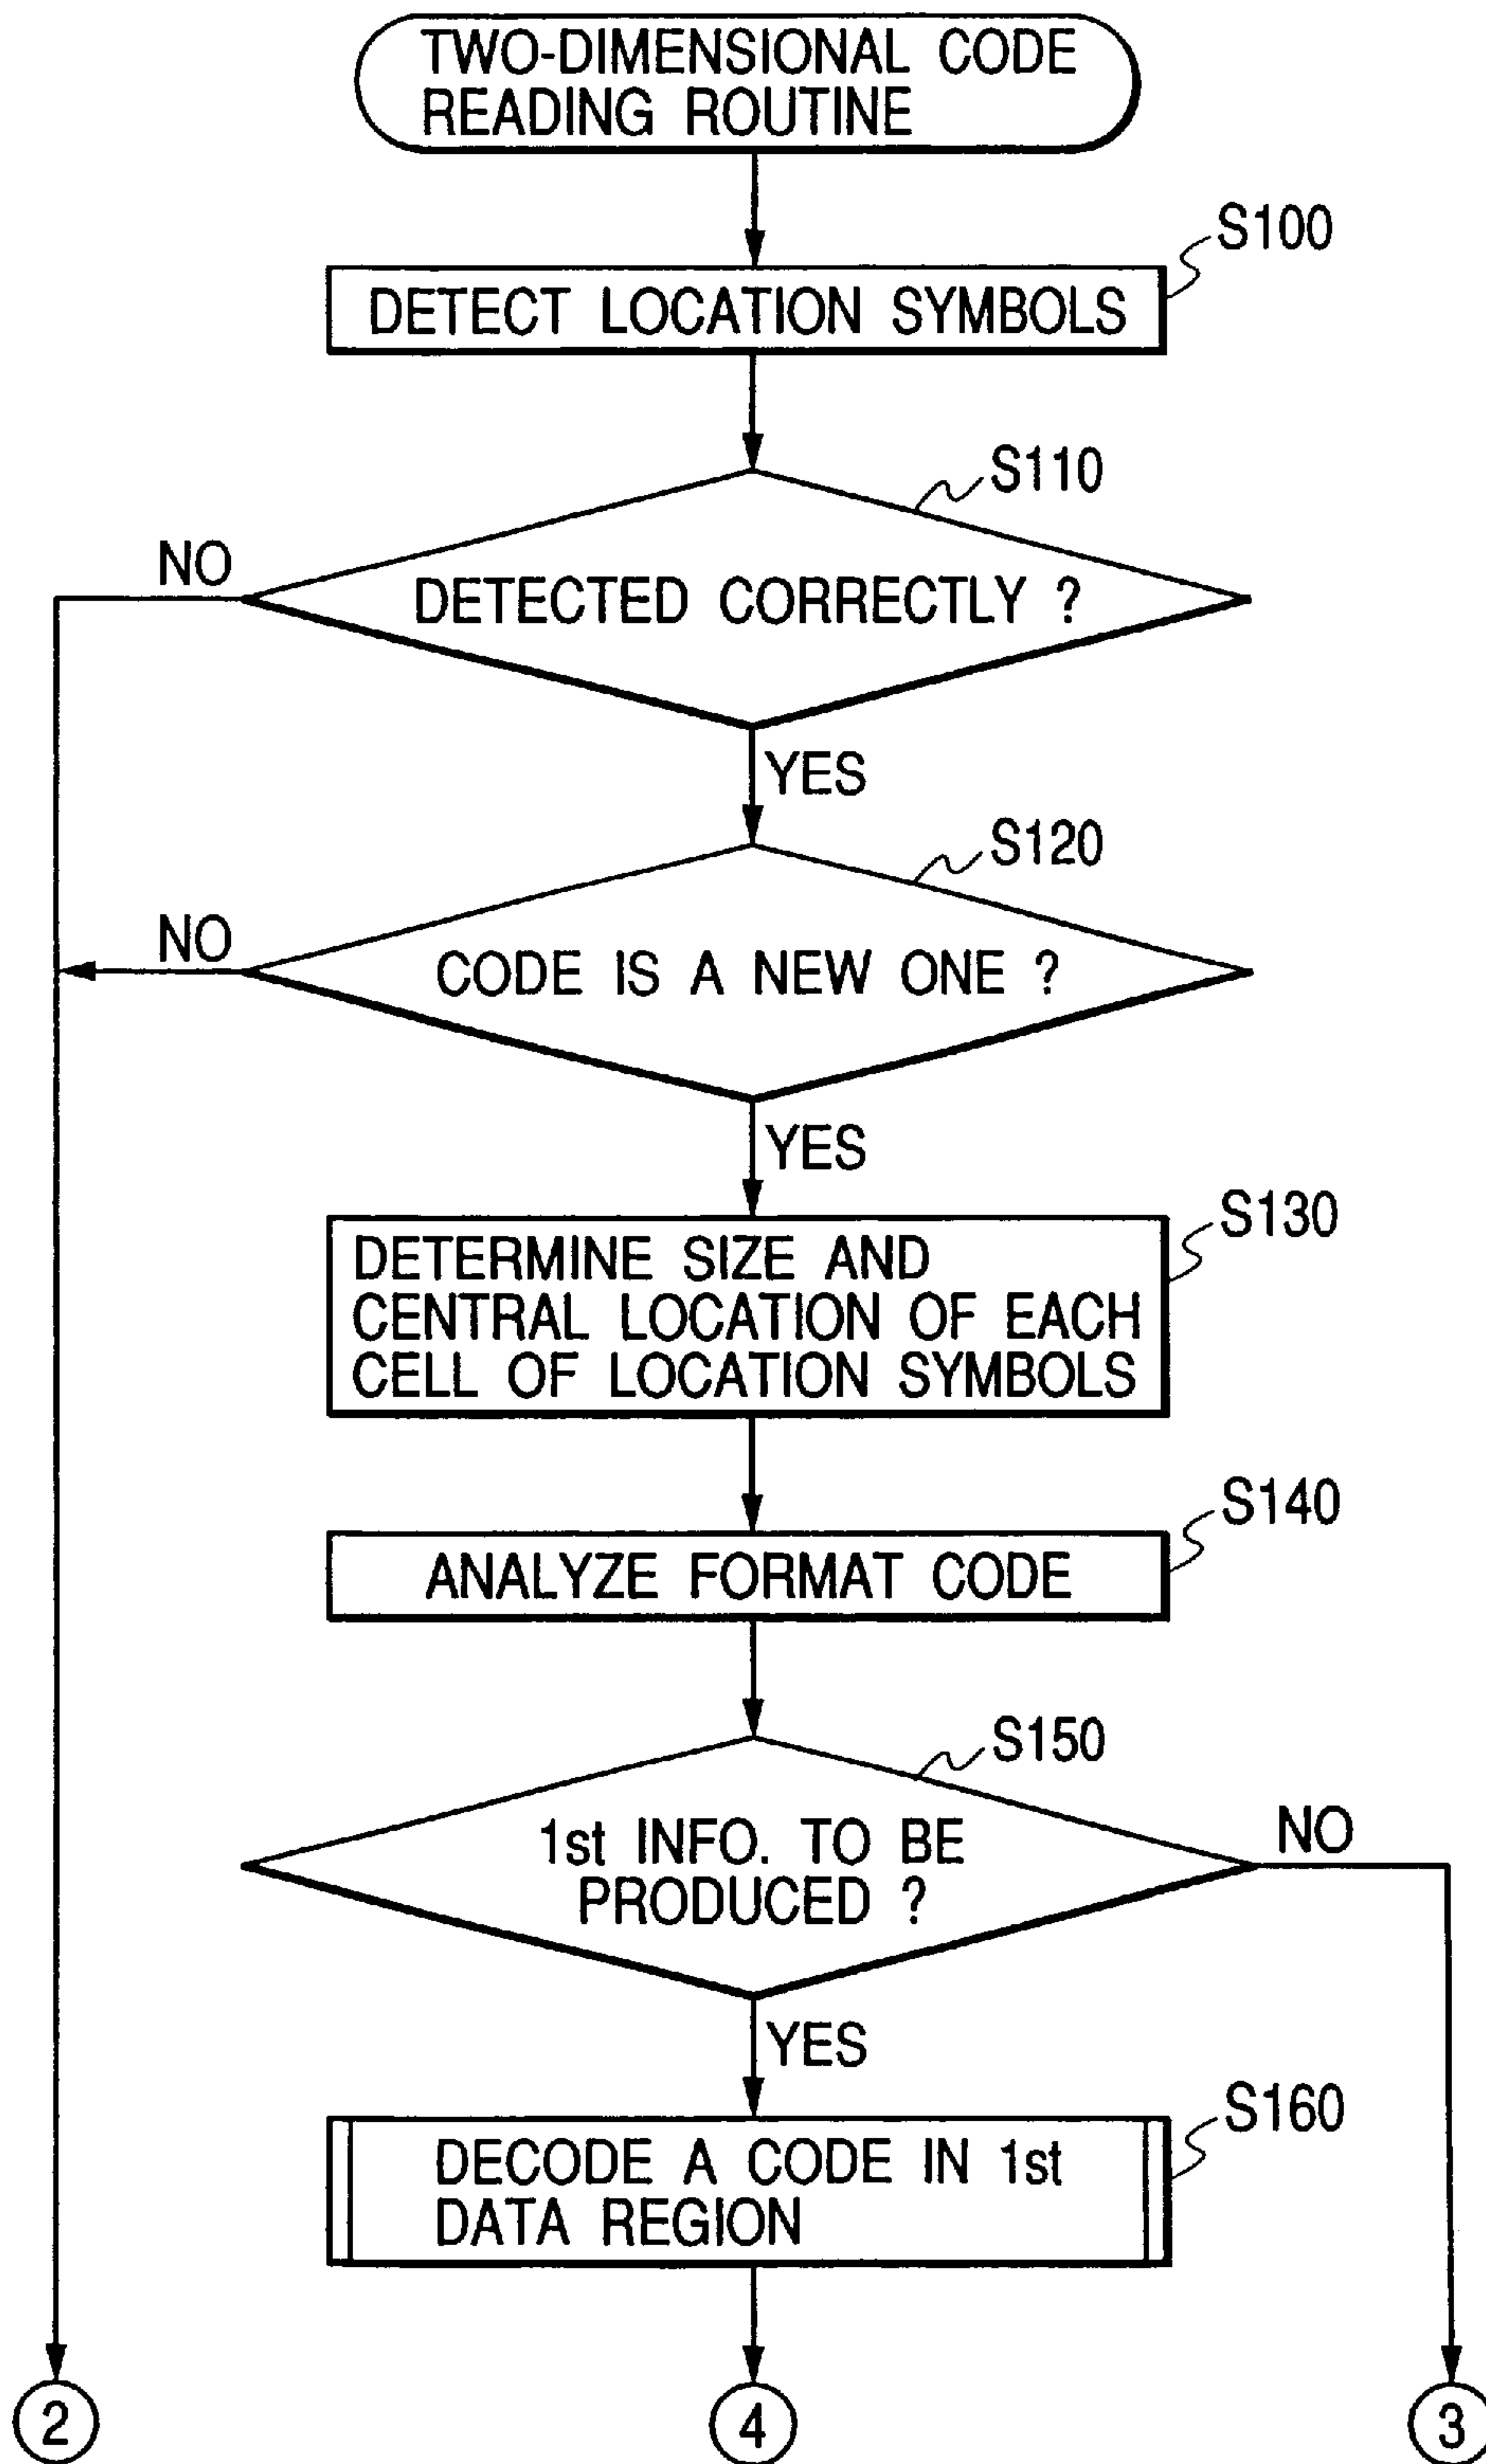 TWO-DIMENSIONAL CODE
READING ROUTINE
S100
DETECT LOCATION SYMBOLS
S110
NO
DETECTED CORRECTLY ?
YES
S120
NO
CODE IS A NEW ONE ?
YES
S130
DETERMINE SIZE AND
CENTRAL LOCATION OF EACH
CELL OF LOCATION SYMBOLS
S140
ANALYZE FORMAT CODE
S150
1st INFO. TO BE
PRODUCED ?
NO
YES
S160
DECODE A CODE IN 1st
DATA REGION
2
4
3